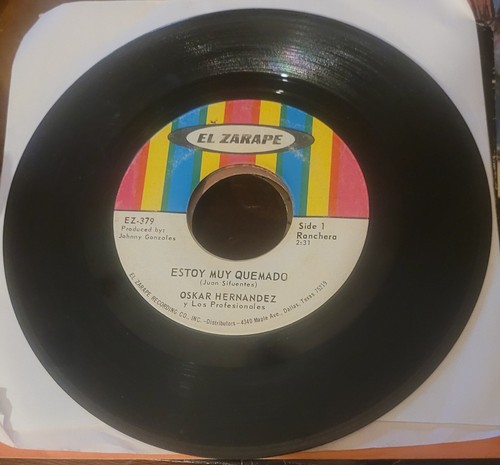 EL ZARAPE
EZ-379
Produced by:
Johnny Gonzales
Side 1
Ranchera
2:31
ESTOY MUY QUEMADO
(Juan Sifuentes)
OSKAR HERNANDEZ
y Los Profesionales
EL ZARAPE RECORDING CO., INC.-Distributors-4360 Maple Ave., Dallas, Texas 75219